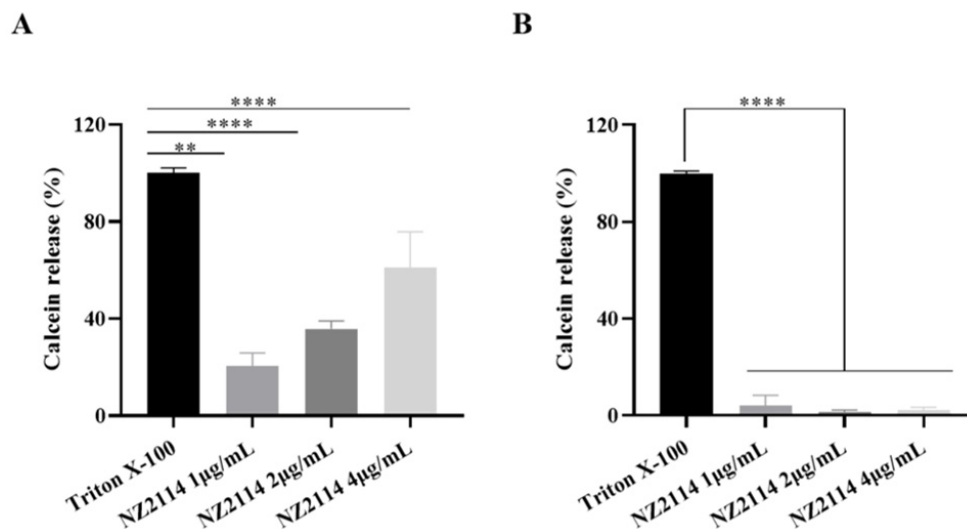 A
Calcein release (%)
120
80
40
0
****
****
**
Triton X-100
NZ2114 1µg/mL
NZ2114 2µg/mL
NZ2114 4µg/mL
B
Calcein release (%)
120
80
40
0
****
Triton X-100
NZ2114 1µg/mL
NZ2114 2µg/mL
NZ2114 4µg/mL